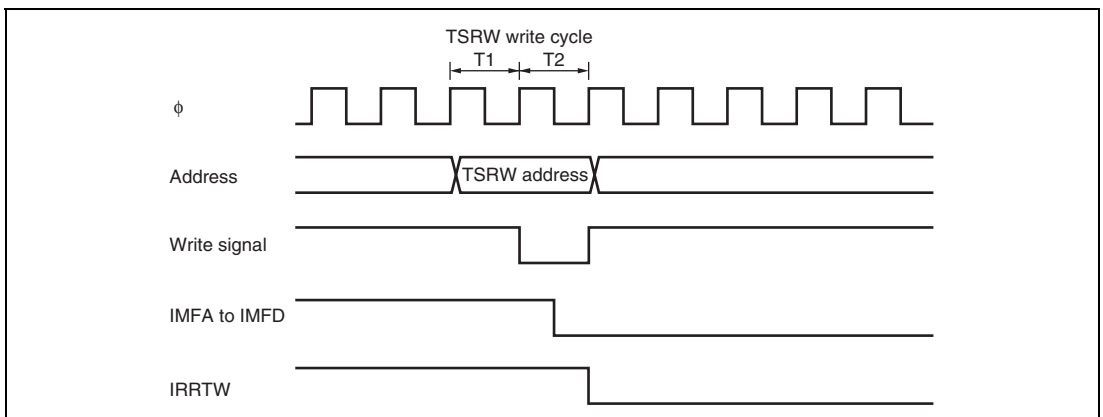 TSRW write cycle
T1 T2
ϕ
Address
TSRW address
Write signal
IMFA to IMFD
IRRTW